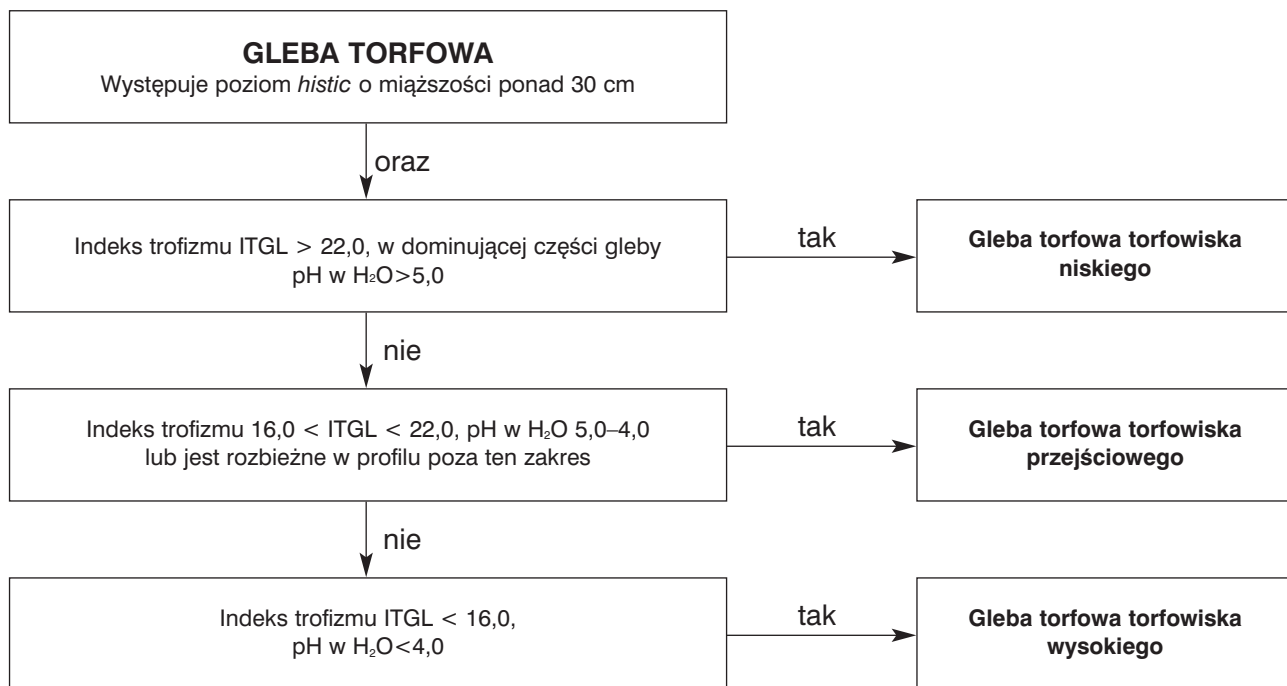 GLEBA TORFOWA
Występuje poziom histic o miąższości ponad 30 cm
oraz
Indeks trofizmu ITGL > 22,0, w dominującej części gleby
pH w H₂O>5,0
tak
Gleba torfowa torfowiska
niskiego
nie
Indeks trofizmu 16,0 < ITGL < 22,0, pH w H₂O 5,0–4,0
lub jest rozbieżne w profilu poza ten zakres
tak
Gleba torfowa torfowiska
przejściowego
nie
Indeks trofizmu ITGL < 16,0,
pH w H₂O<4,0
tak
Gleba torfowa torfowiska
wysokiego